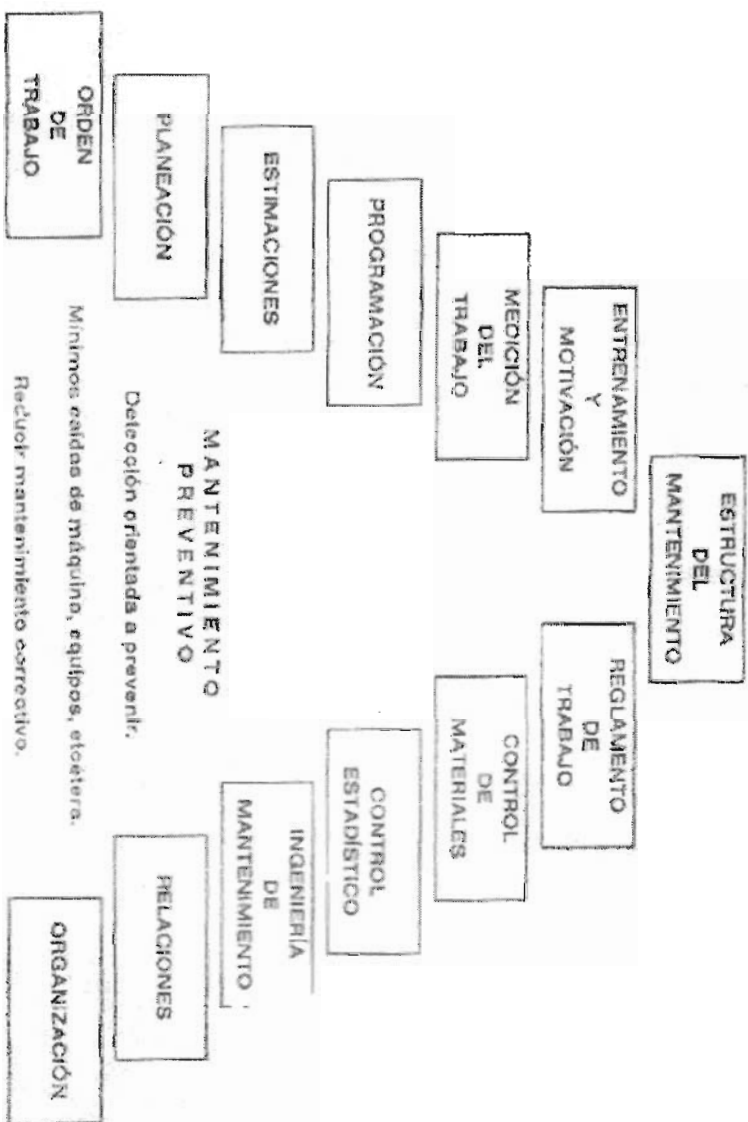 ESTRUCTURA
DEL
MANTENIMIENTO
ENTRENAMIENTO
Y
MOTIVACIÓN
REGLAMENTO
DE
TRABAJO
MEDICIÓN
DEL
TRABAJO
CONTROL
DE
MATERIALES
PROGRAMACIÓN
CONTROL
ESTADÍSTICO
ESTIMACIONES
INGENIERÍA
DE
MANTENIMIENTO
PLANEACIÓN
RELACIONES
ORDEN
DE
TRABAJO
ORGANIZACIÓN
MANTENIMIENTO
PREVENTIVO
Detección orientada a prevenir.
Mínimos caídas de máquina, equipos, etcétera.
Reducir mantenimiento correctivo.